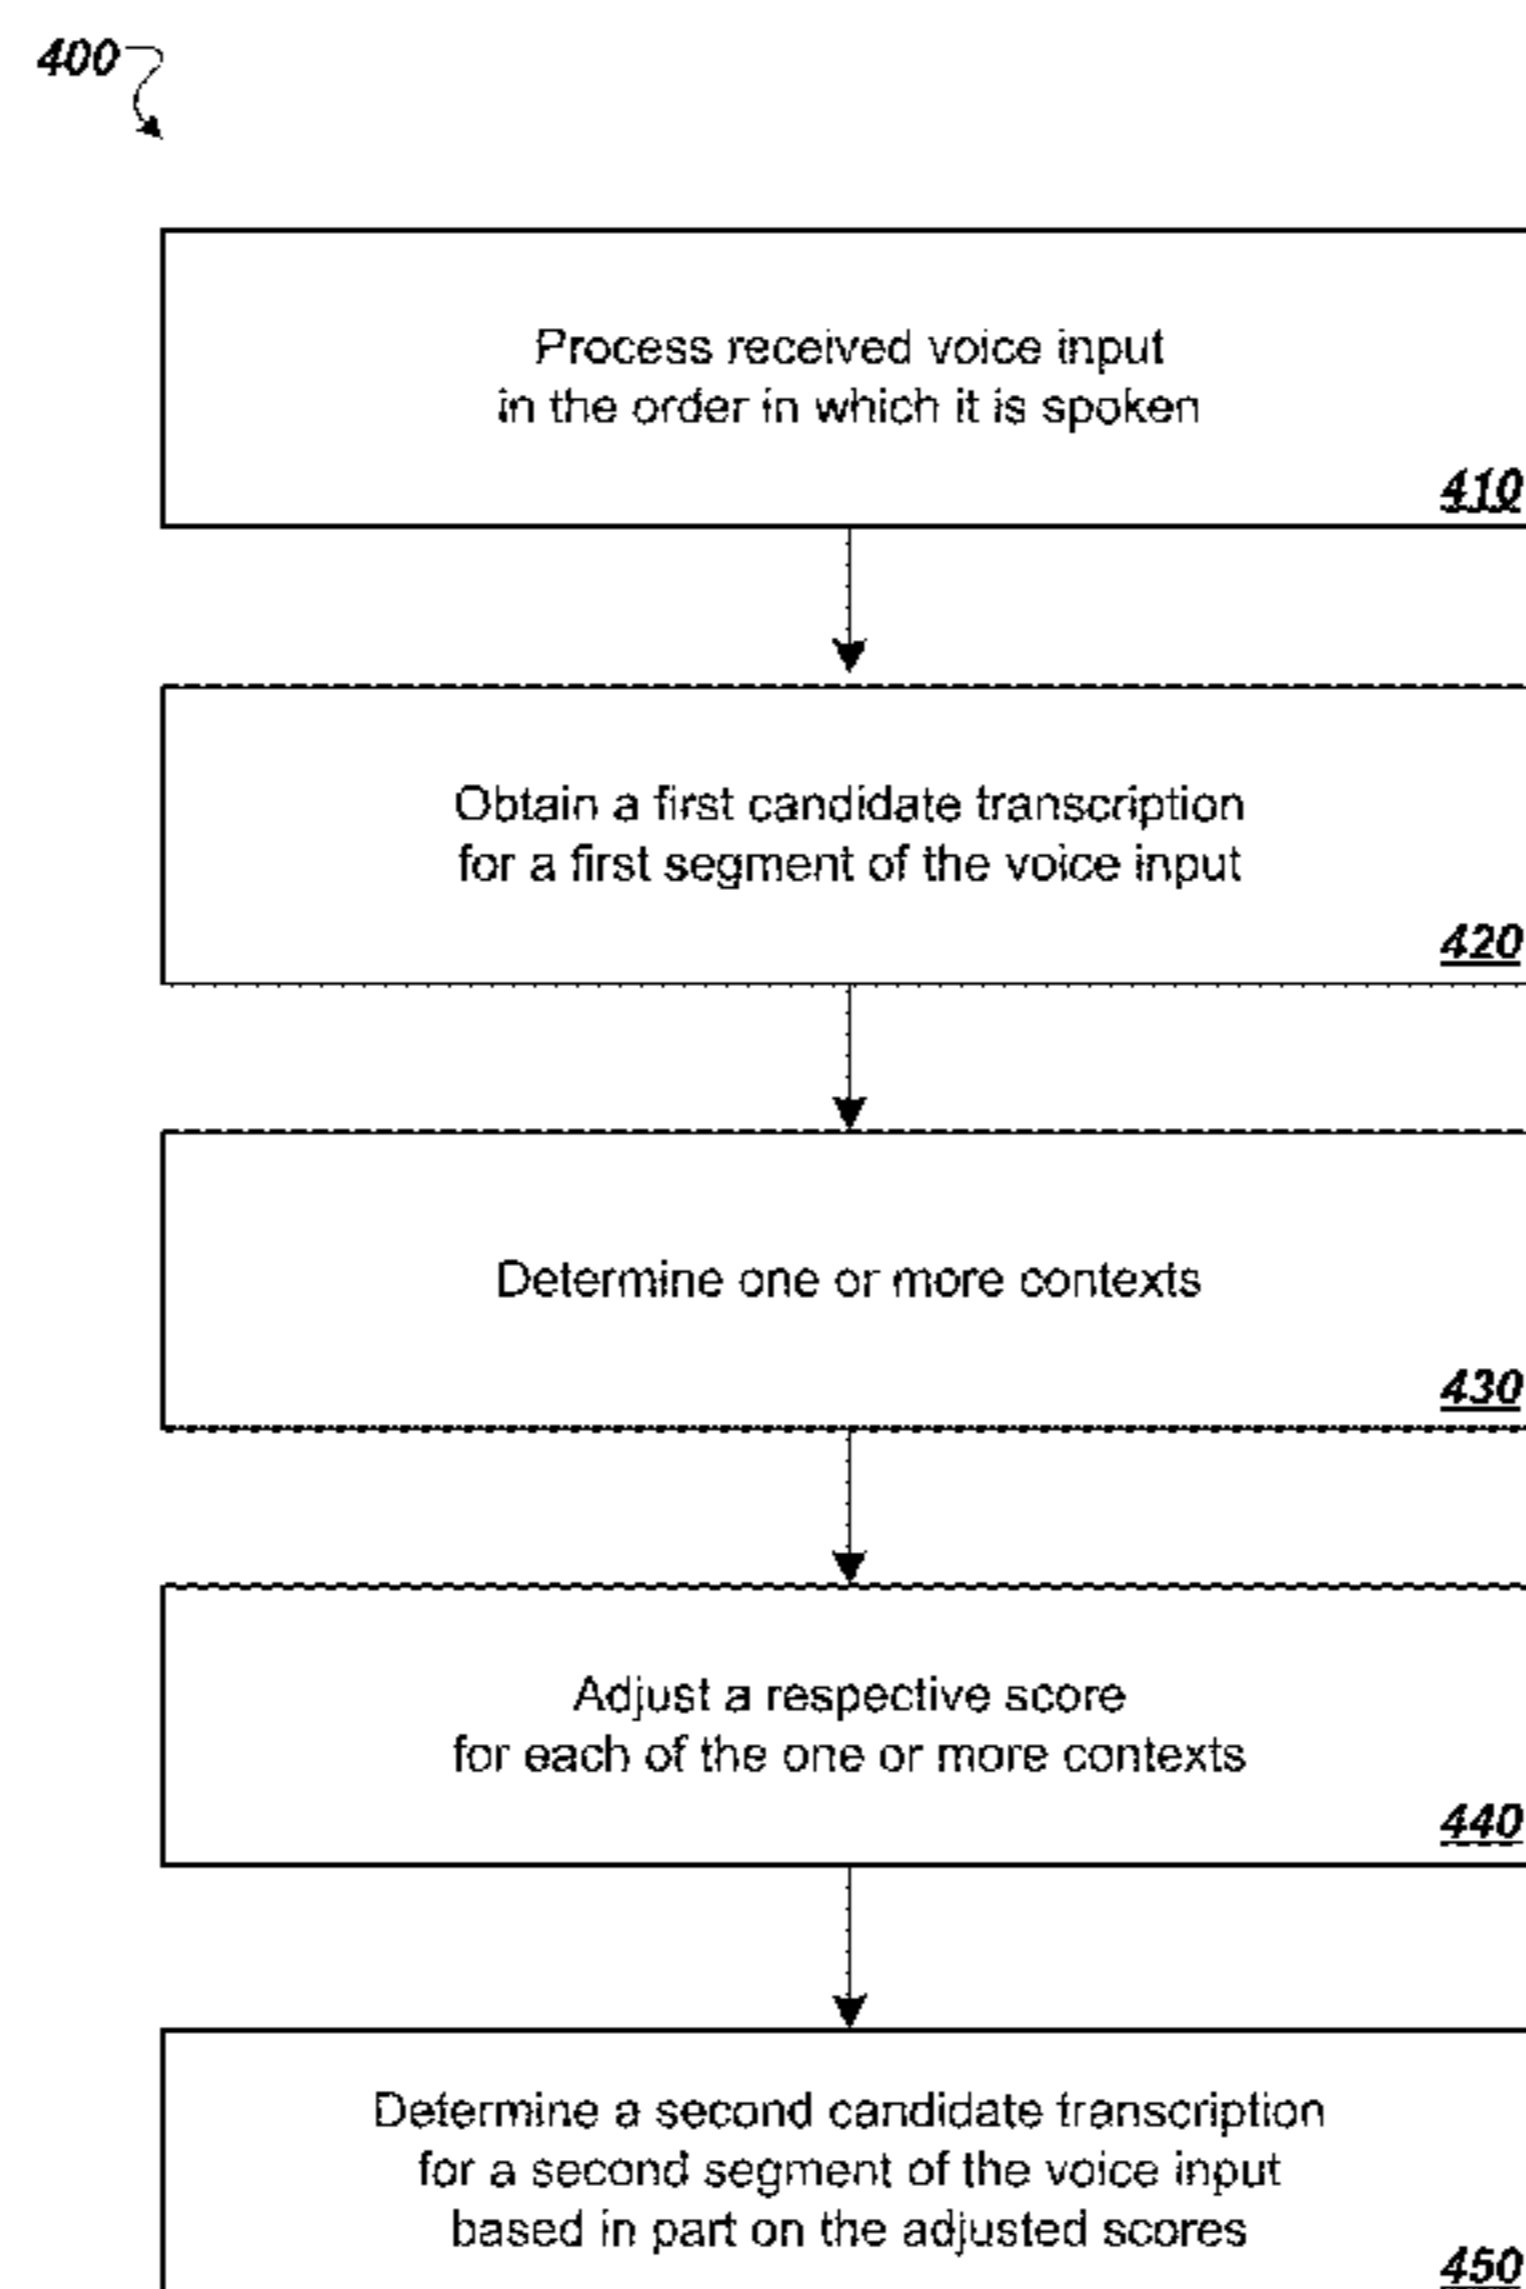 400
Process received voice input
in the order in which it is spoken
410
Obtain a first candidate transcription
for a first segment of the voice input
420
Determine one or more contexts
430
Adjust a respective score
for each of the one or more contexts
440
Determine a second candidate transcription
for a second segment of the voice input
based in part on the adjusted scores
450